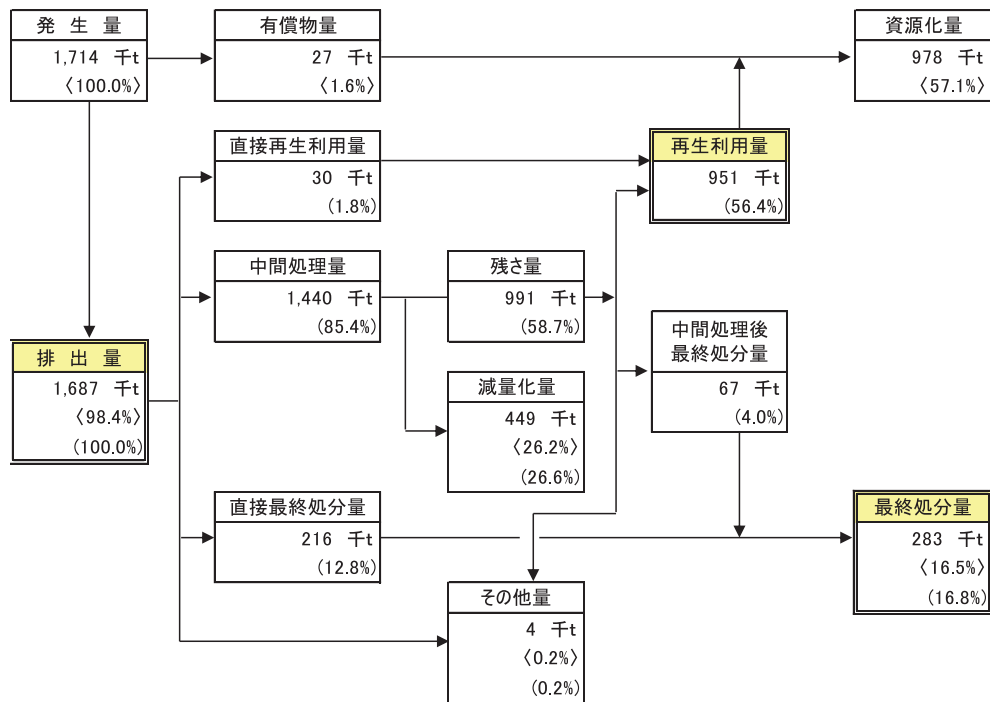 発 生 量
1,714 千t
〈100.0%〉
有償物量
27 千t
〈1.6%〉
資源化量
978 千t
〈57.1%〉
直接再生利用量
30 千t
(1.8%)
再生利用量
951 千t
(56.4%)
中間処理量
1,440 千t
(85.4%)
残さ量
991 千t
(58.7%)
中間処理後
最終処分量
67 千t
(4.0%)
排 出 量
1,687 千t
〈98.4%〉
(100.0%)
減量化量
449 千t
〈26.2%〉
(26.6%)
直接最終処分量
216 千t
(12.8%)
最終処分量
283 千t
〈16.5%〉
(16.8%)
その他量
4 千t
〈0.2%〉
(0.2%)